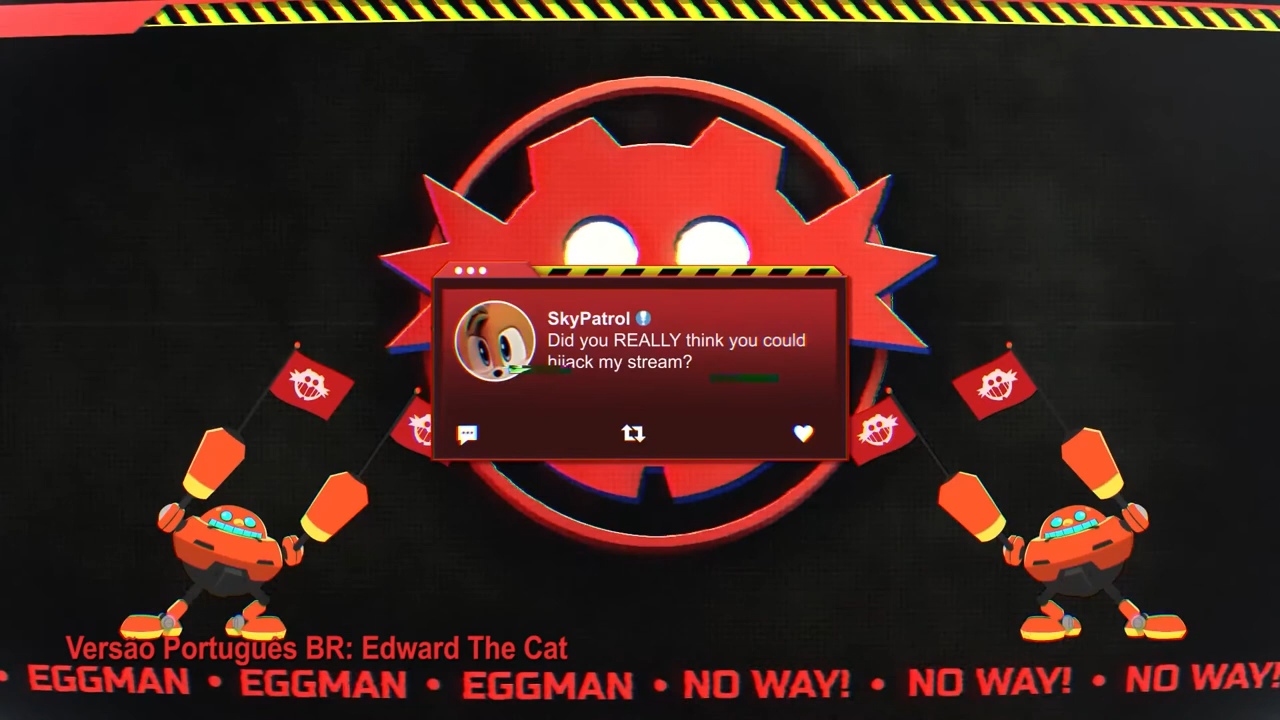 SkyPatrol
Did you REALLY think you could
hijack my stream?
Versão Português BR: Edward The Cat
• EGGMAN • EGGMAN • EGGMAN • NO WAY! • NO WAY! • NO WAY!